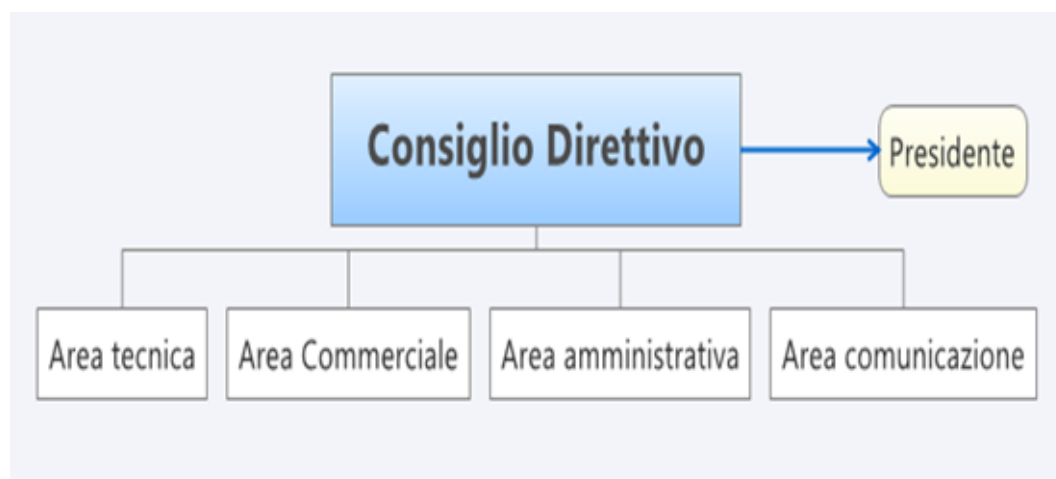 Consiglio Direttivo
Presidente
Area tecnica
Area Commerciale
Area amministrativa
Area comunicazione